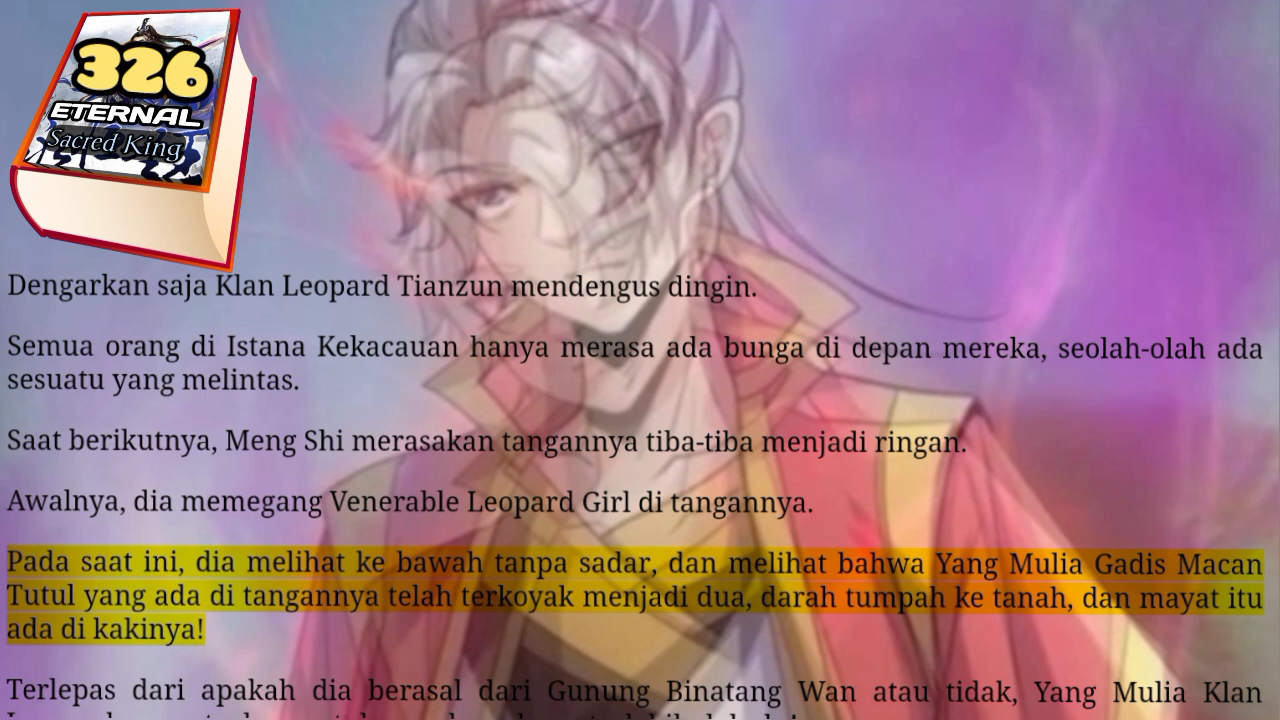 326
ETERNAL
Sacred King
Dengarkan saja Klan Leopard Tianzun mendengus dingin.
Semua orang di Istana Kekacauan hanya merasa ada bunga di depan mereka, seolah-olah ada
sesuatu yang melintas.
Saat berikutnya, Meng Shi merasakan tangannya tiba-tiba menjadi ringan.
Awalnya, dia memegang Venerable Leopard Girl di tangannya.
Pada saat ini, dia melihat ke bawah tanpa sadar, dan melihat bahwa Yang Mulia Gadis Macan
Tutul yang ada di tangannya telah terkoyak menjadi dua, darah tumpah ke tanah, dan mayat itu
ada di kakinya!
Terlepas dari apakah dia berasal dari Gunung Binatang Wan atau tidak, Yang Mulia Klan